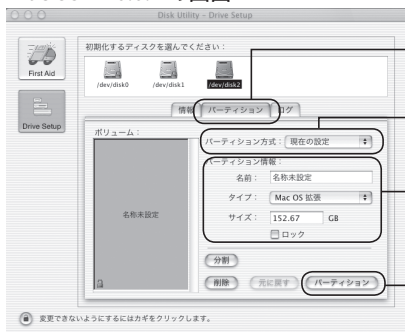 Disk Utility – Drive Setup
初期化するディスクを選んでください：
First Aid
/dev/disk0
/dev/disk1
/dev/disk2
情報
パーティション
ログ
Drive Setup
ボリューム：
パーティション方式：
現在の設定
パーティション情報：
名前：
名称未設定
タイプ：
Mac OS 拡張
名称未設定
サイズ：
152.67
GB
ロック
分割
削除
元に戻す
パーティション
変更できないようにするにはカギをクリックします。